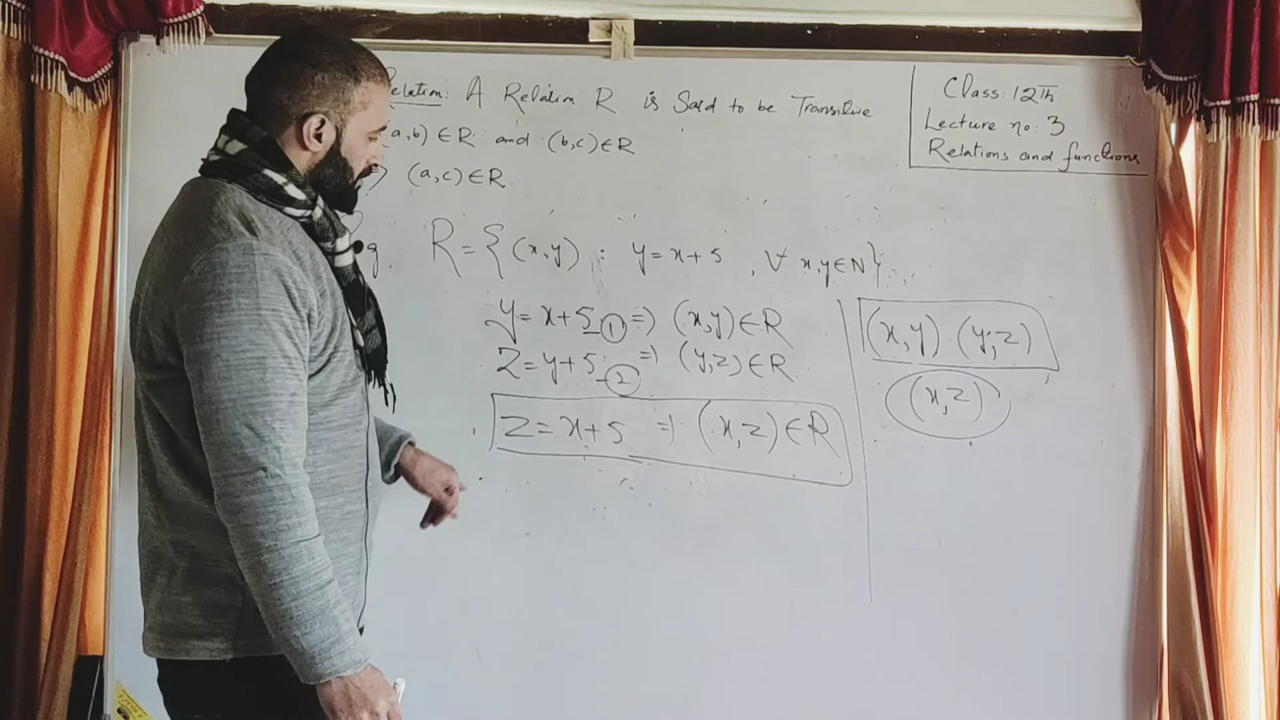 Relation: A Relation R is Said to be Transitive
a,b) ∈ R and (b,c) ∈ R
(a,c) ∈ R
g. R = {(x,y) : y = x+5 , ∀ x,y ∈ N}
y = x+5 – ① ⇒ (x,y) ∈ R
z = y+5 – ② ⇒ (y,z) ∈ R
z = x+5 ⇒ (x,z) ∈ R
(x,y) (y,z)
(x,z)
Class: 12Th
Lecture no: 3
Relations and functions